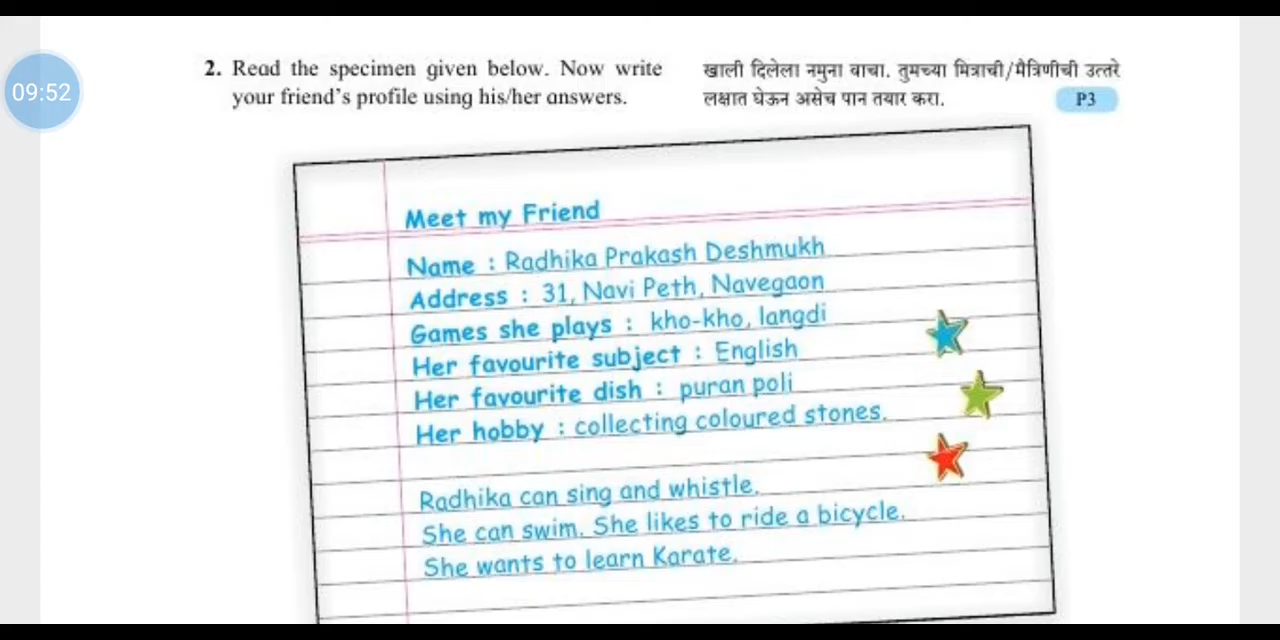 09:52
2. Read the specimen given below. Now write
your friend's profile using his/her answers.
खाली दिलेला नमुना वाचा. तुमच्या मित्राची/मैत्रिणीची उत्तरे
लक्षात घेऊन असेच पान तयार करा.
P3
Meet my Friend
Name : Radhika Prakash Deshmukh
Address : 31, Navi Peth, Navegaon
Games she plays : kho-kho, langdi
Her favourite subject : English
Her favourite dish : puran poli
Her hobby : collecting coloured stones.
Radhika can sing and whistle.
She can swim. She likes to ride a bicycle.
She wants to learn Karate.